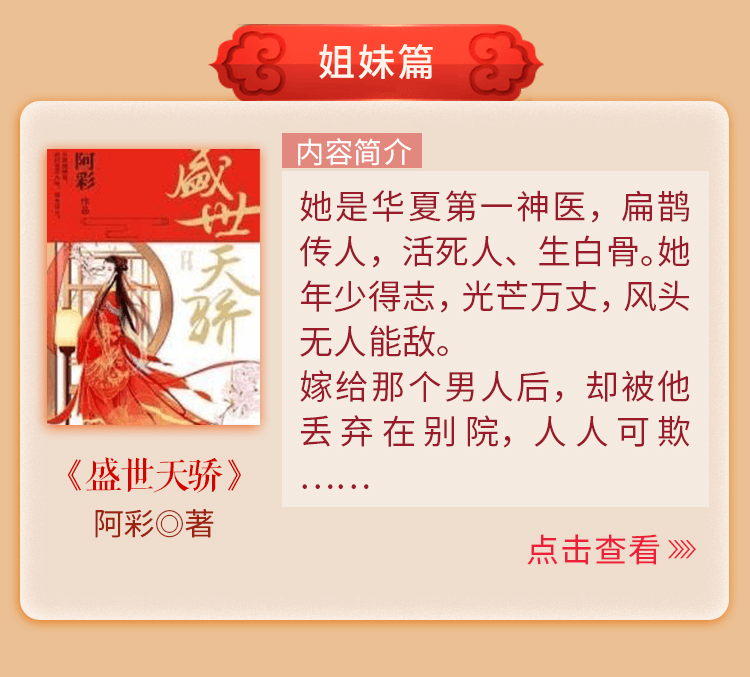 姐妹篇
内容简介
她是华夏第一神医，扁鹊
传人，活死人、生白骨。她
年少得志，光芒万丈，风头
无人能敌。
嫁给那个男人后，却被他
丢弃在别院，人人可欺
……
阿彩
作品
盛世
天骄
《盛世天骄》
阿彩◎著
点击查看